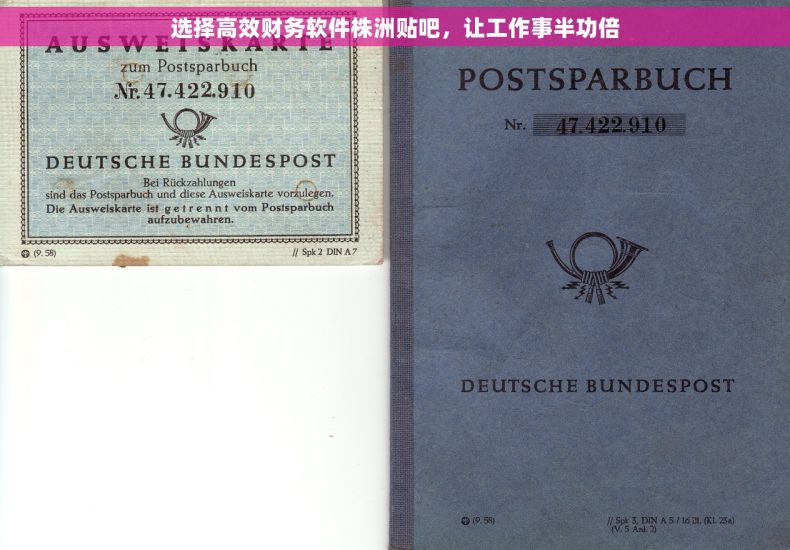 选择高效财务软件株洲贴吧，让工作事半功倍
AUSWEISKARTE
zum Postsparbuch
Nr. 47.422.910
DEUTSCHE BUNDESPOST
Bei Rückzahlungen
sind das Postsparbuch und diese Ausweiskarte vorzulegen.
Die Ausweiskarte ist getrennt vom Postsparbuch
aufzubewahren.
(9. 58)
// Spk 2 DIN A 7
POSTSPARBUCH
Nr. 47.422.910
DEUTSCHE BUNDESPOST
(9. 58)
// Spk 3, DIN A 5 / 16 Bl. (Kl. 23a)
(V. 5 Anl. 2)